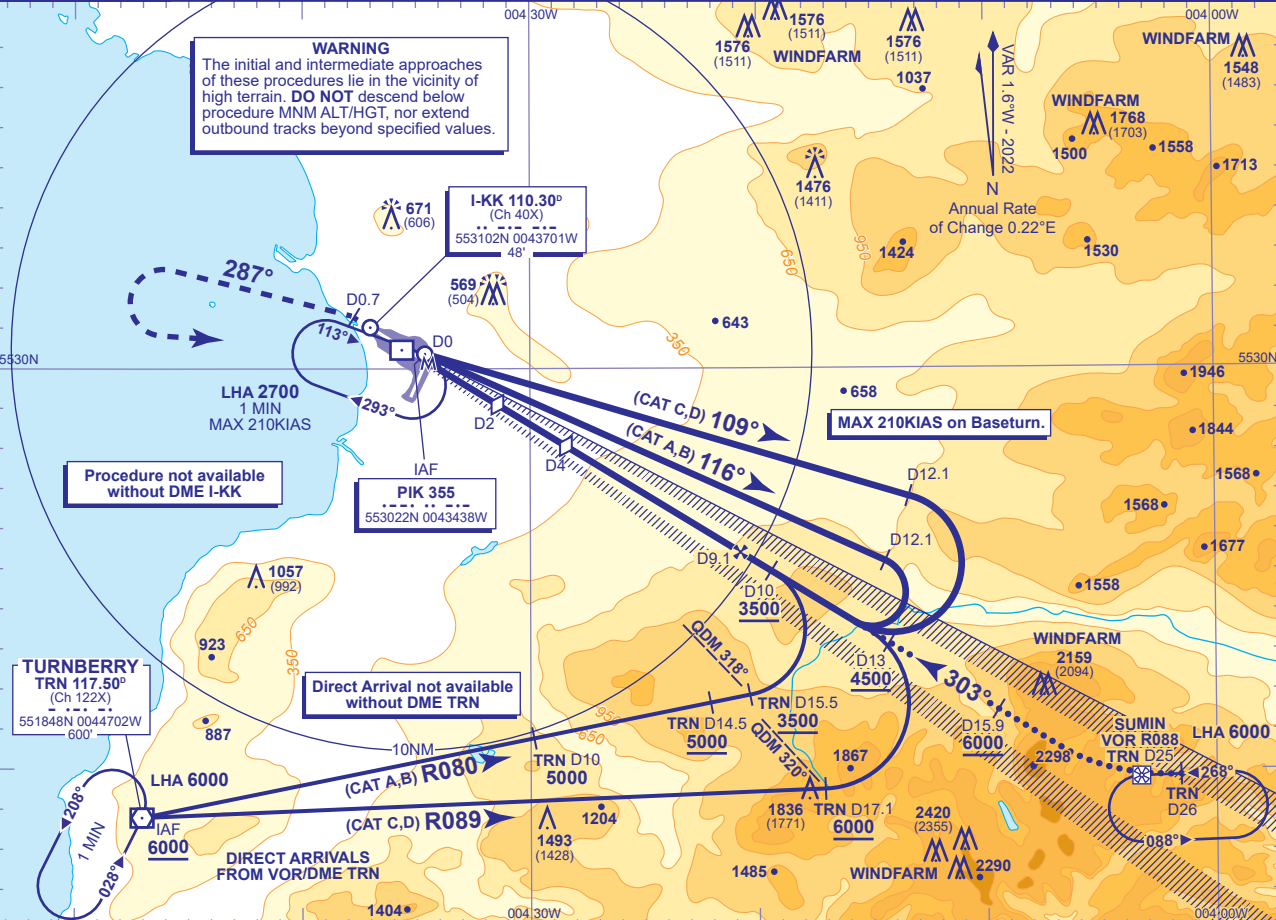 004'30W
004'00W
WARNING
The initial and intermediate approaches
of these procedures lie in the vicinity of
high terrain. DO NOT descend below
procedure MNM ALT/HGT, nor extend
outbound tracks beyond specified values.
1576
(1511)
1576
(1511)
WINDFARM
1576
(1511)
1037
WINDFARM
1548
(1483)
VAR 1.6°W - 2022
N
Annual Rate
of Change 0.22°E
WINDFARM
1768
(1703)
1500
1558
1713
1476
(1411)
671
(606)
I-KK 110.30ᴰ
(Ch 40X)
·· -·- -·-
553102N 0043701W
48'
1424
950
650
1530
287°
D0.7
569
(504)
643
350
113°
D0
5530N
5530N
LHA 2700
1 MIN
MAX 210KIAS
293°
D2
D4
IAF
PIK 355
·--· ·· -·-
553022N 0043438W
Procedure not available
without DME I-KK
(CAT C,D) 109°
(CAT A,B) 116°
658
MAX 210KIAS on Baseturn.
D12.1
D12.1
1946
1844
1568
1568
1677
1558
1057
(992)
923
650
350
D9.1
D10
3500
QDM 318°
D13
4500
303°
WINDFARM
2159
(2094)
TURNBERRY
TRN 117.50ᴰ
(Ch 122X)
- ·-· -·
551848N 0044702W
600'
Direct Arrival not available
without DME TRN
887
10NM
950
650
TRN D14.5
5000
TRN D15.5
3500
QDM 320°
D15.9
6000
SUMIN
VOR R088
TRN D25
LHA 6000
268°
TRN
D26
088°
2298
1867
LHA 6000
208°
1 MIN
028°
IAF
6000
(CAT A,B) R080
TRN D10
5000
(CAT C,D) R089
1493
(1428)
1204
1836
(1771)
TRN D17.1
6000
2420
(2355)
WINDFARM
2290
DIRECT ARRIVALS
FROM VOR/DME TRN
1485
1404
004'30W
004'00W